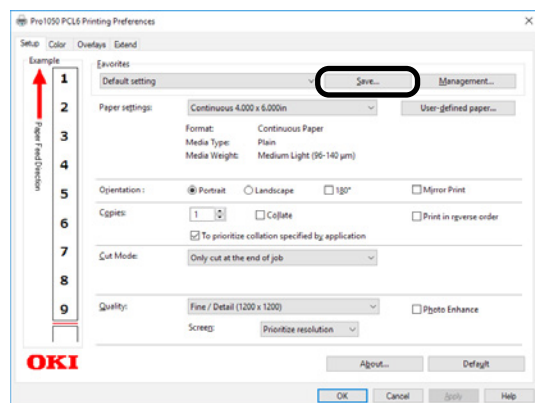 Pro1050 PCL6 Printing Preferences
Setup Color Overlays Extend
Example
Paper Feed Direction
1
2
3
4
5
6
7
8
9
OKI
Favorites
Default setting Save... Management...
Paper settings: Continuous 4.000 x 6.000in User-defined paper...
Format: Continuous Paper
Media Type: Plain
Media Weight: Medium Light (96-140 μm)
Orientation : Portrait Landscape 180° Mirror Print
Copies: 1 Collate Print in reverse order
To prioritize collation specified by application
Cut Mode: Only cut at the end of job
Quality: Fine / Detail (1200 x 1200) Photo Enhance
Screen: Prioritize resolution
About... Default
OK Cancel Apply Help